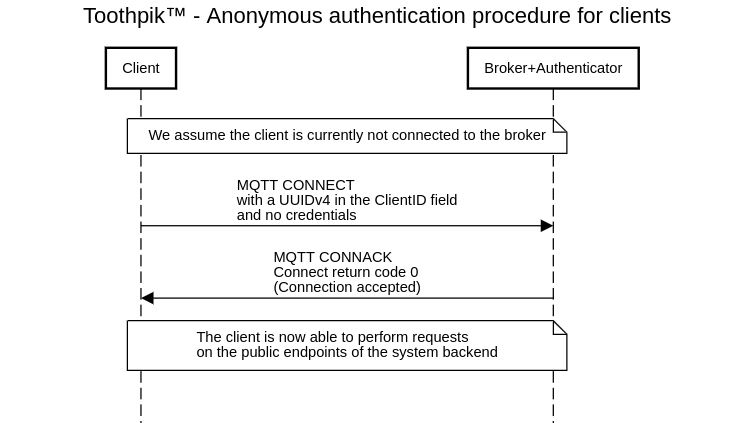 Toothpik™ - Anonymous authentication procedure for clients
Client
Broker+Authenticator
We assume the client is currently not connected to the broker
MQTT CONNECT
with a UUIDv4 in the ClientID field
and no credentials
MQTT CONNACK
Connect return code 0
(Connection accepted)
The client is now able to perform requests
on the public endpoints of the system backend